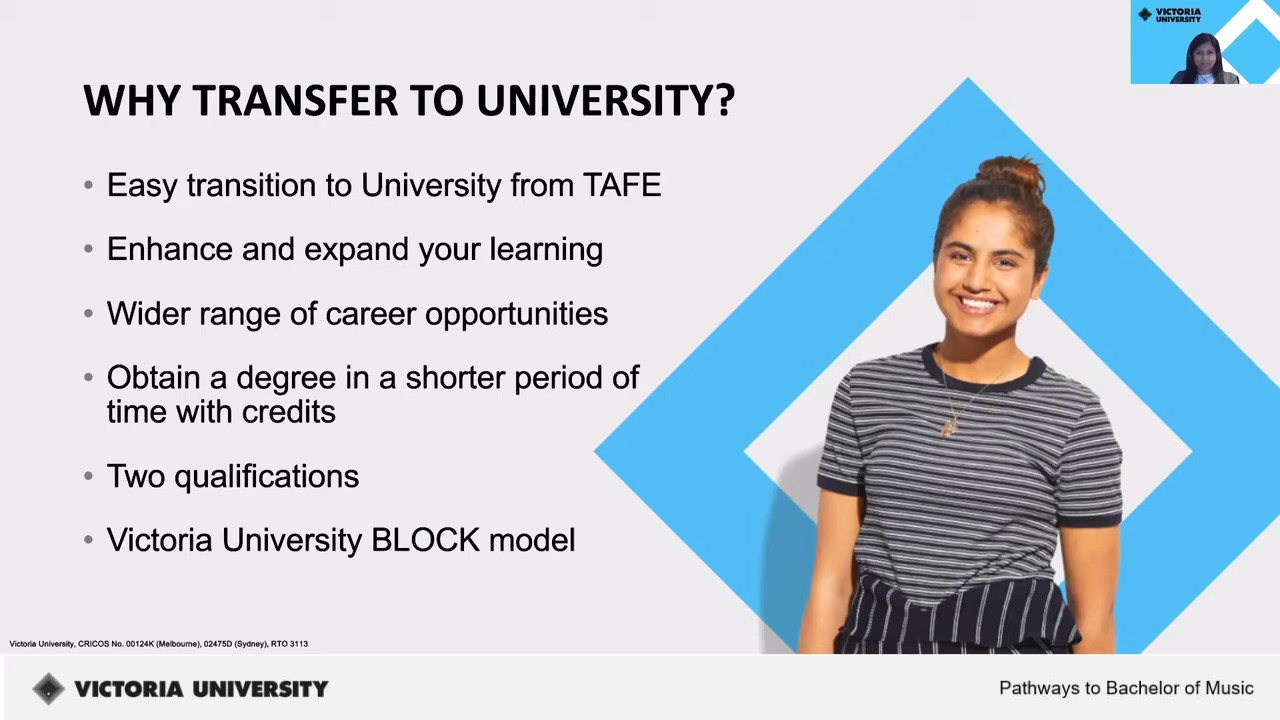 VICTORIA
UNIVERSITY
WHY TRANSFER TO UNIVERSITY?
• Easy transition to University from TAFE
• Enhance and expand your learning
• Wider range of career opportunities
• Obtain a degree in a shorter period of
time with credits
• Two qualifications
• Victoria University BLOCK model
Victoria University, CRICOS No. 00124K (Melbourne), 02475D (Sydney), RTO 3113
VICTORIA UNIVERSITY
Pathways to Bachelor of Music